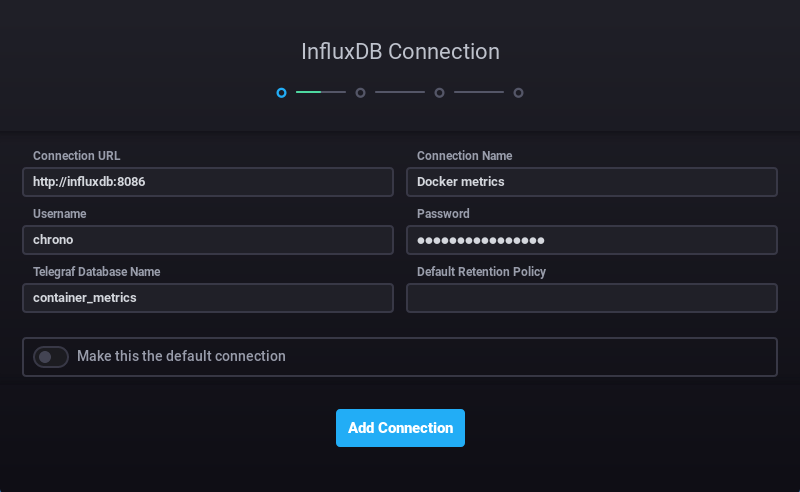 InfluxDB Connection
Connection URL
Connection Name
http://influxdb:8086
Docker metrics
Username
Password
chrono
●●●●●●●●●●●●●●●●
Telegraf Database Name
Default Retention Policy
container_metrics
Make this the default connection
Add Connection